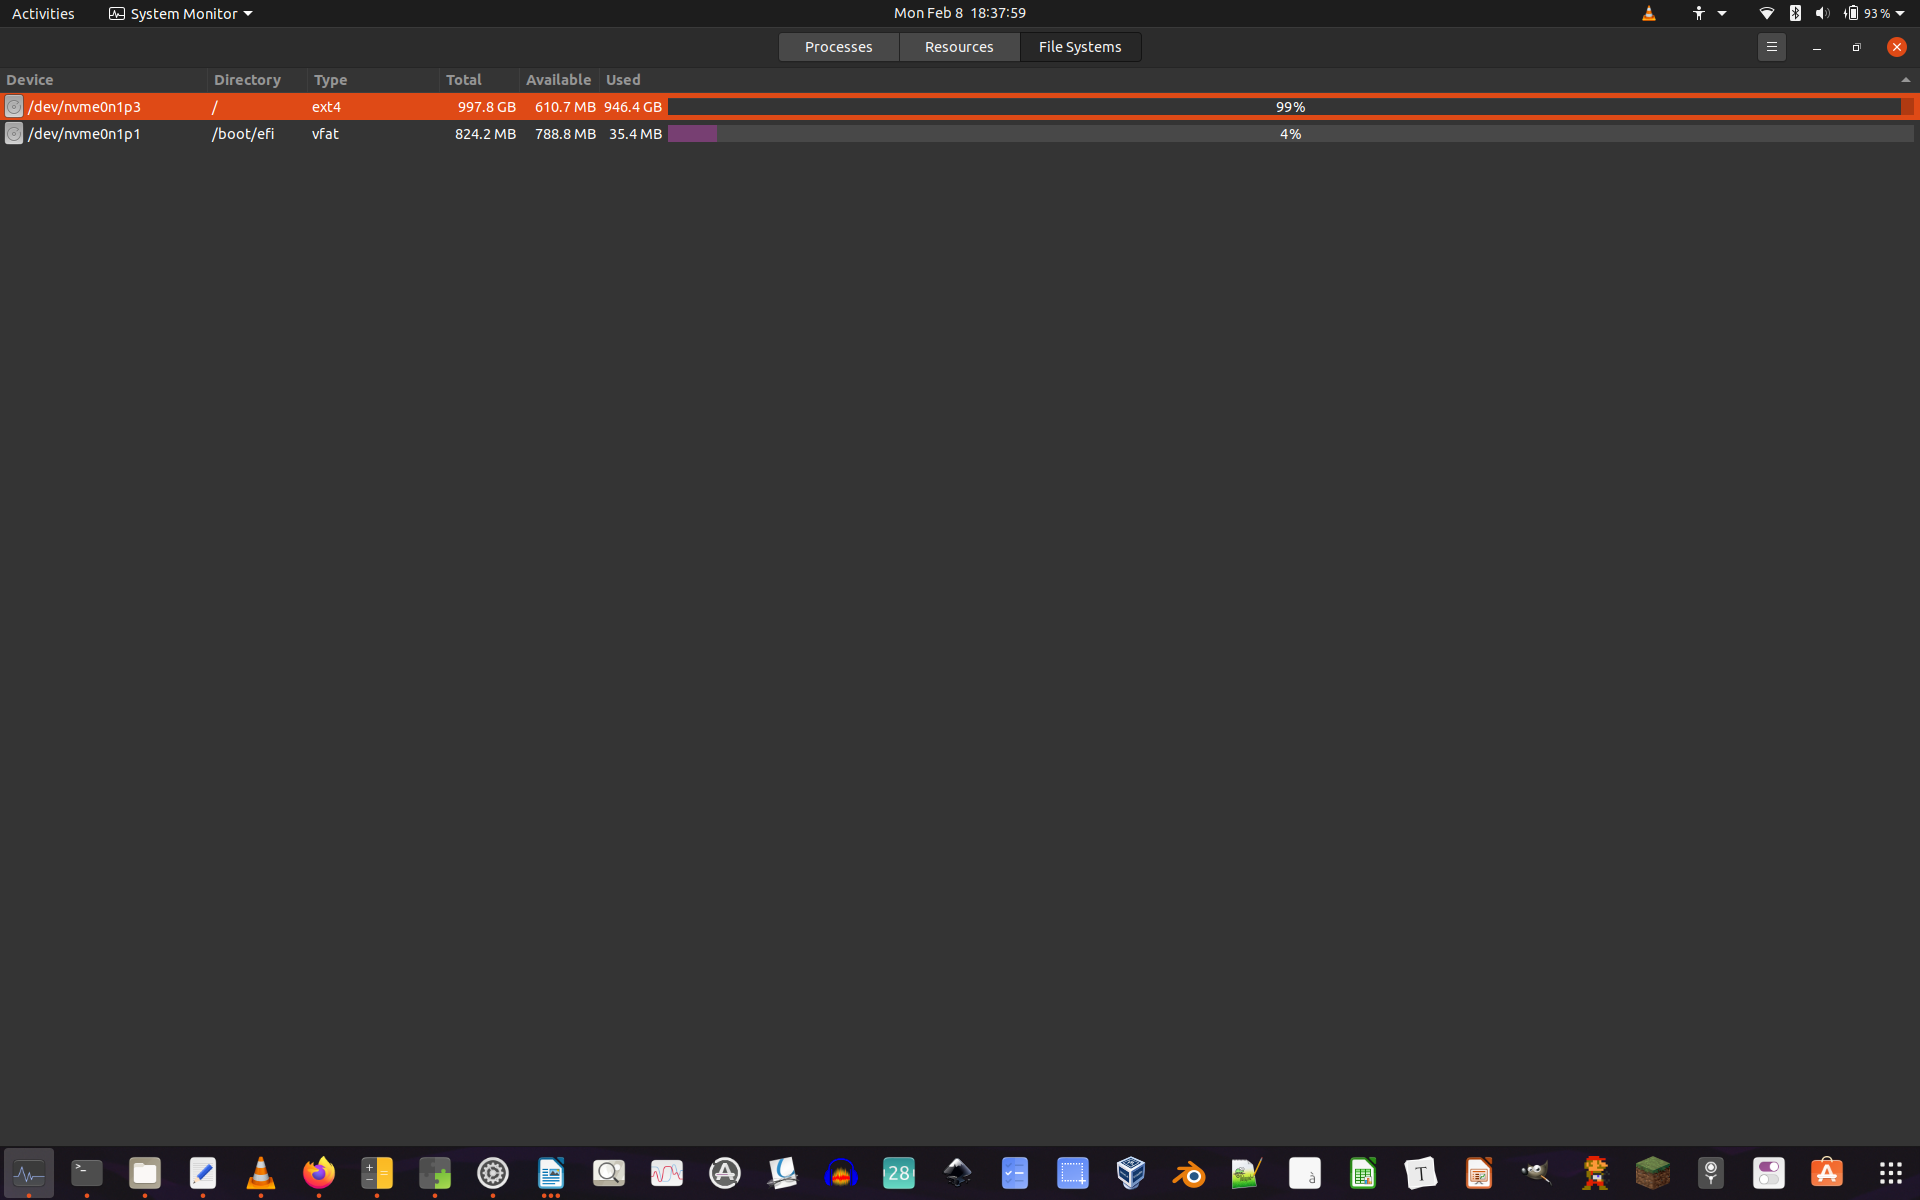 Activities System Monitor Mon Feb 8 18:37:59 93 %
Processes Resources File Systems
Device Directory Type Total Available Used
/dev/nvme0n1p3 / ext4 997.8 GB 610.7 MB 946.4 GB 99%
/dev/nvme0n1p1 /boot/efi vfat 824.2 MB 788.8 MB 35.4 MB 4%
>_ + − = 28 à T